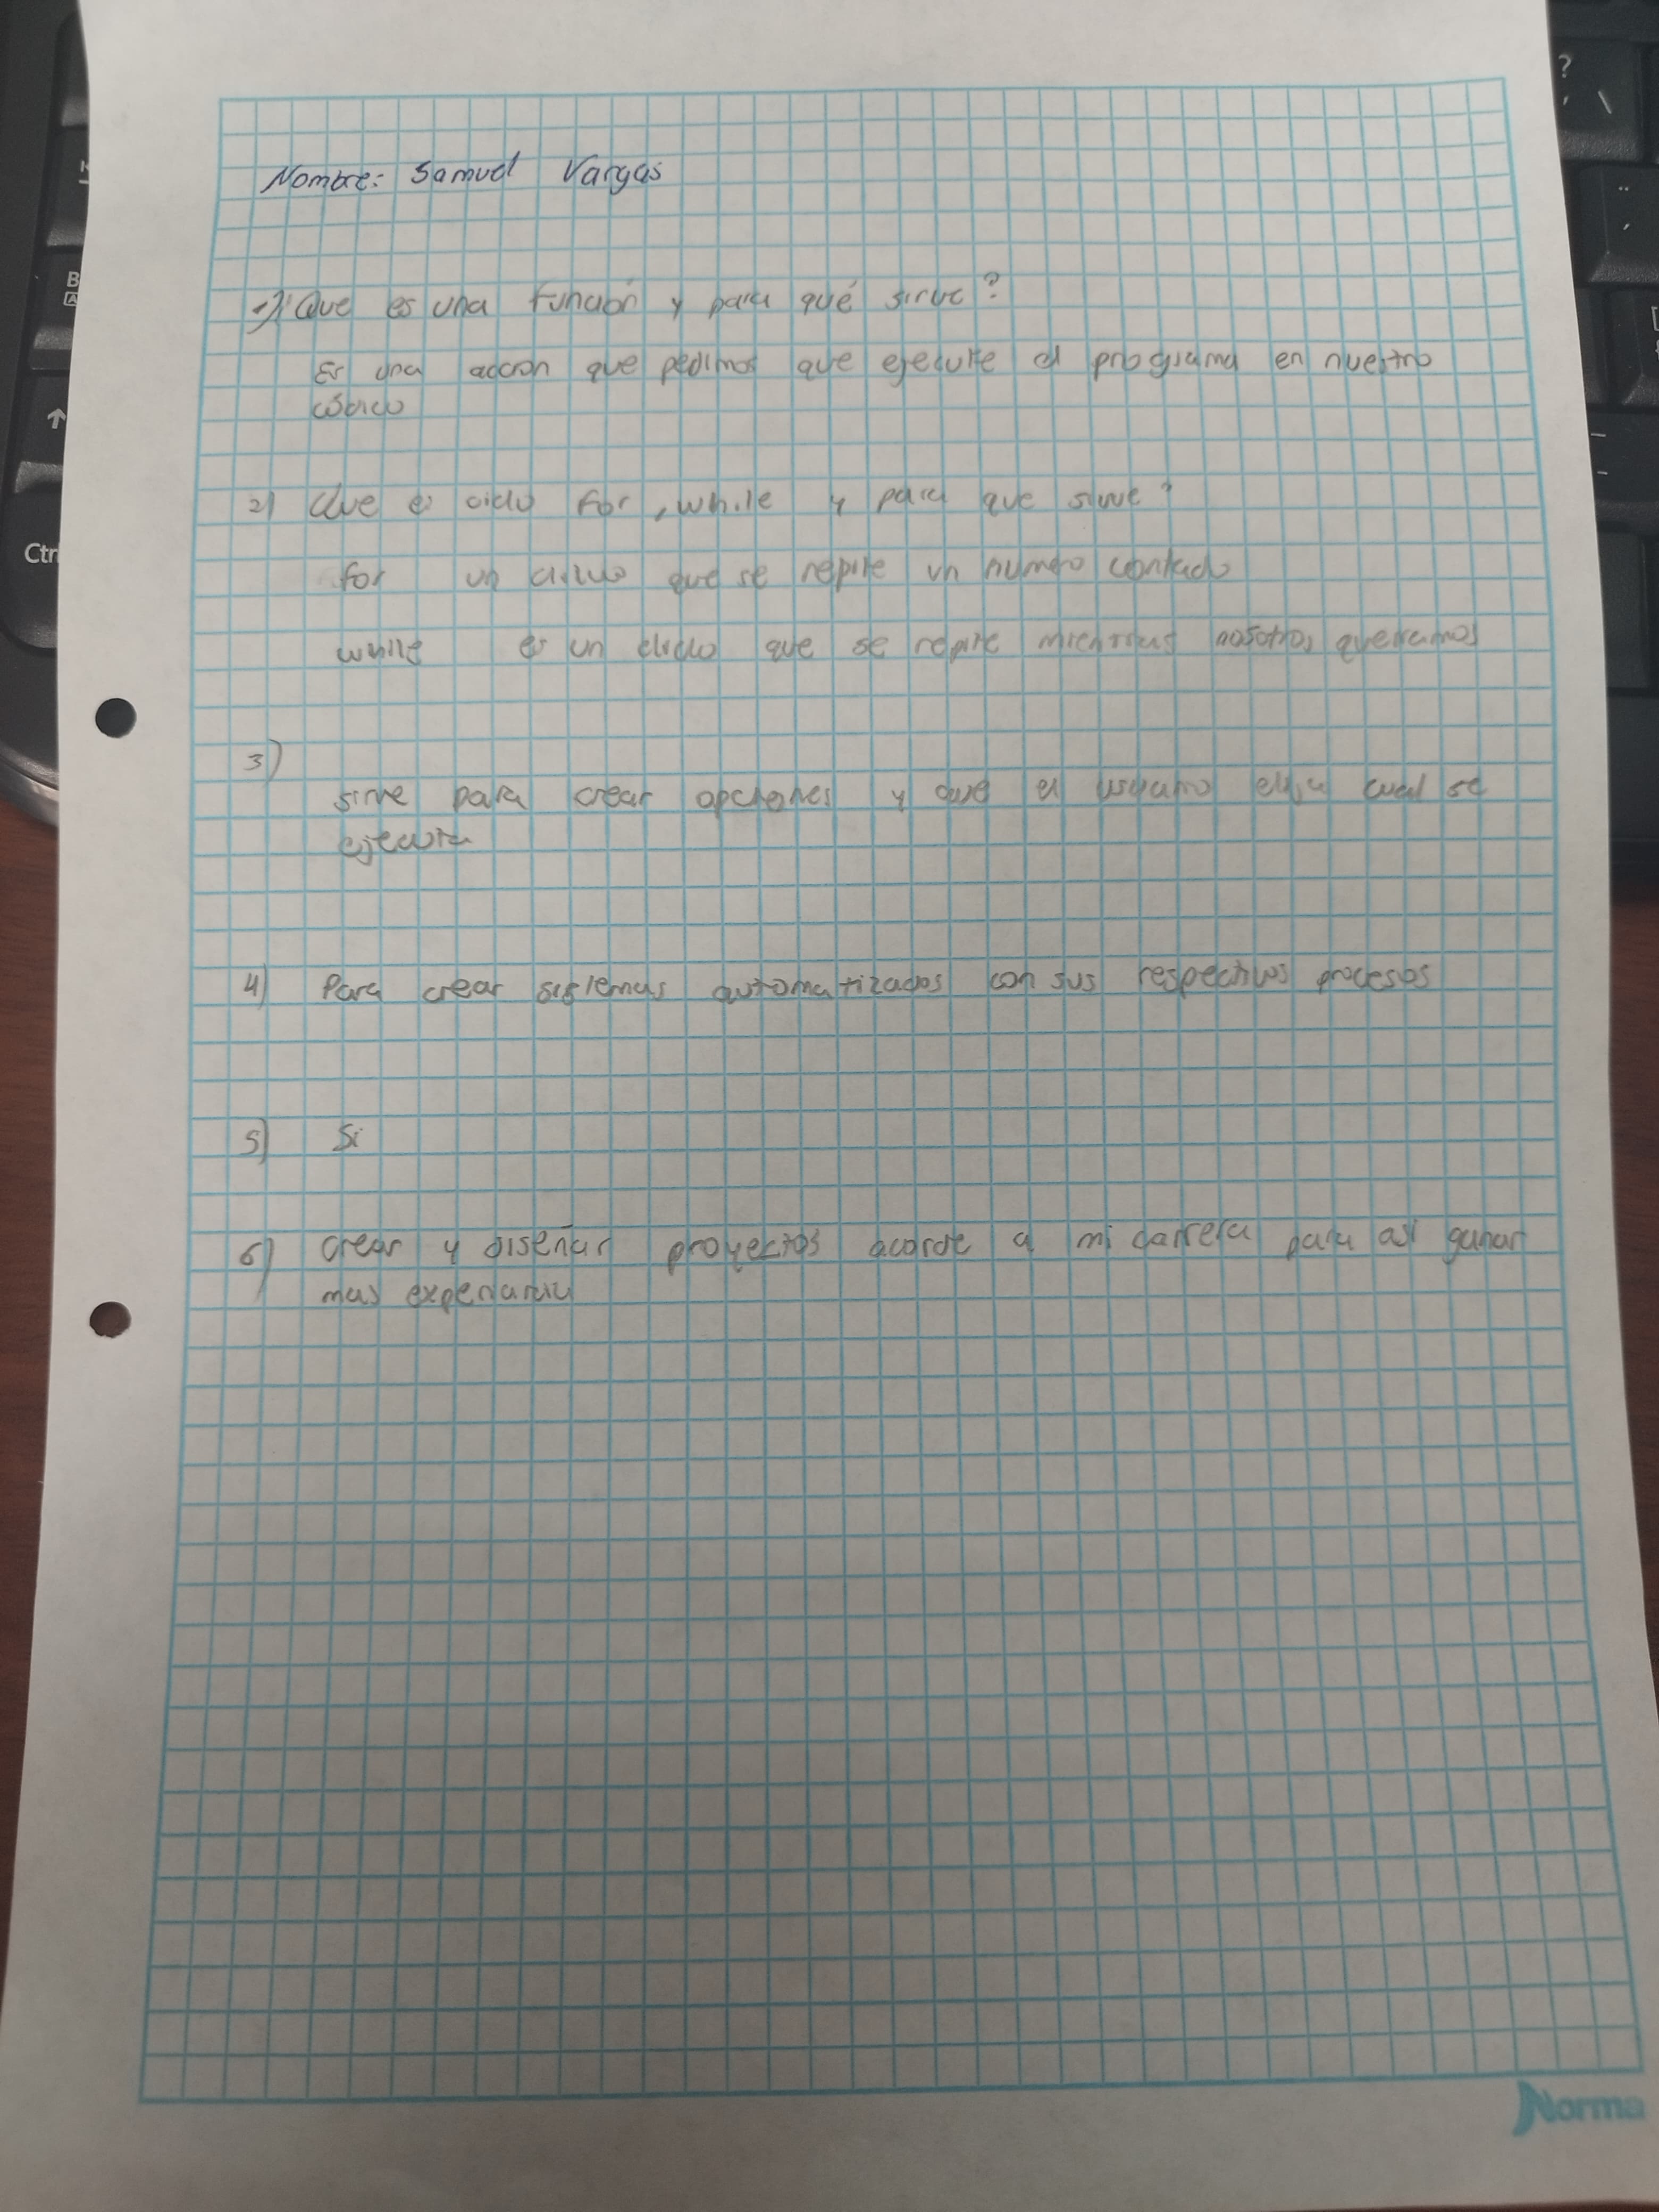 Nombre: Samuel Vargas
1) Que es una función y para qué sirve?
Es una accion que pedimos que ejecute el programa en nuestro
código
2) Que es ciclo for, while y para que sirve?
for un ciclo que se repite un numero contado
while es un ciclo que se repite mientras nosotros queramos
3)
sirve para crear opciones y que el usuario elija cual se
ejecuta
4) Para crear sistemas automatizados con sus respectivos procesos
5) Si
6) crear y diseñar proyectos acorde a mi carrera para asi ganar
mas experiancia
Norma
Ctrl
B
A
?